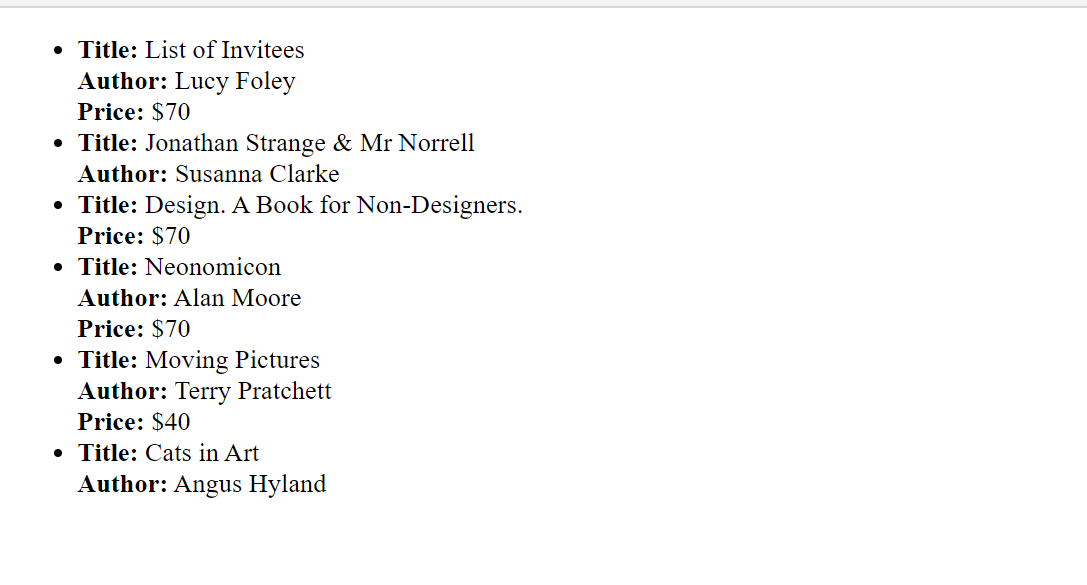 • Title: List of Invitees
Author: Lucy Foley
Price: $70
• Title: Jonathan Strange & Mr Norrell
Author: Susanna Clarke
• Title: Design. A Book for Non-Designers.
Price: $70
• Title: Neonomicon
Author: Alan Moore
Price: $70
• Title: Moving Pictures
Author: Terry Pratchett
Price: $40
• Title: Cats in Art
Author: Angus Hyland